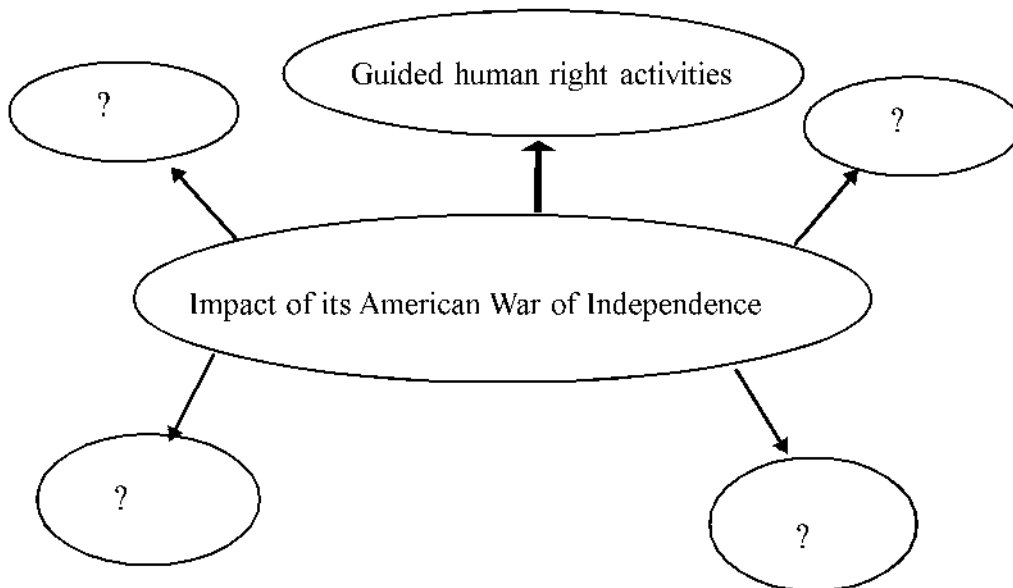 Guided human right activities
?
?
Impact of its American War of Independence
?
?